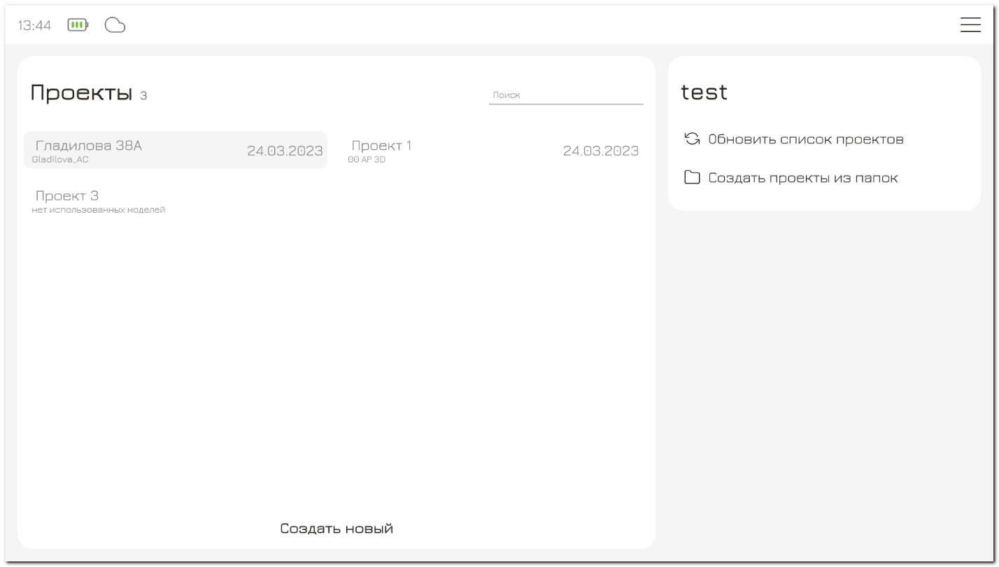 13:44
Проекты 3
Поиск
Гладилова 38А
24.03.2023
Gladilova_AC
Проект 1
24.03.2023
00 АР 3D
Проект 3
нет использованных моделей
Создать новый
test
Обновить список проектов
Создать проекты из папок